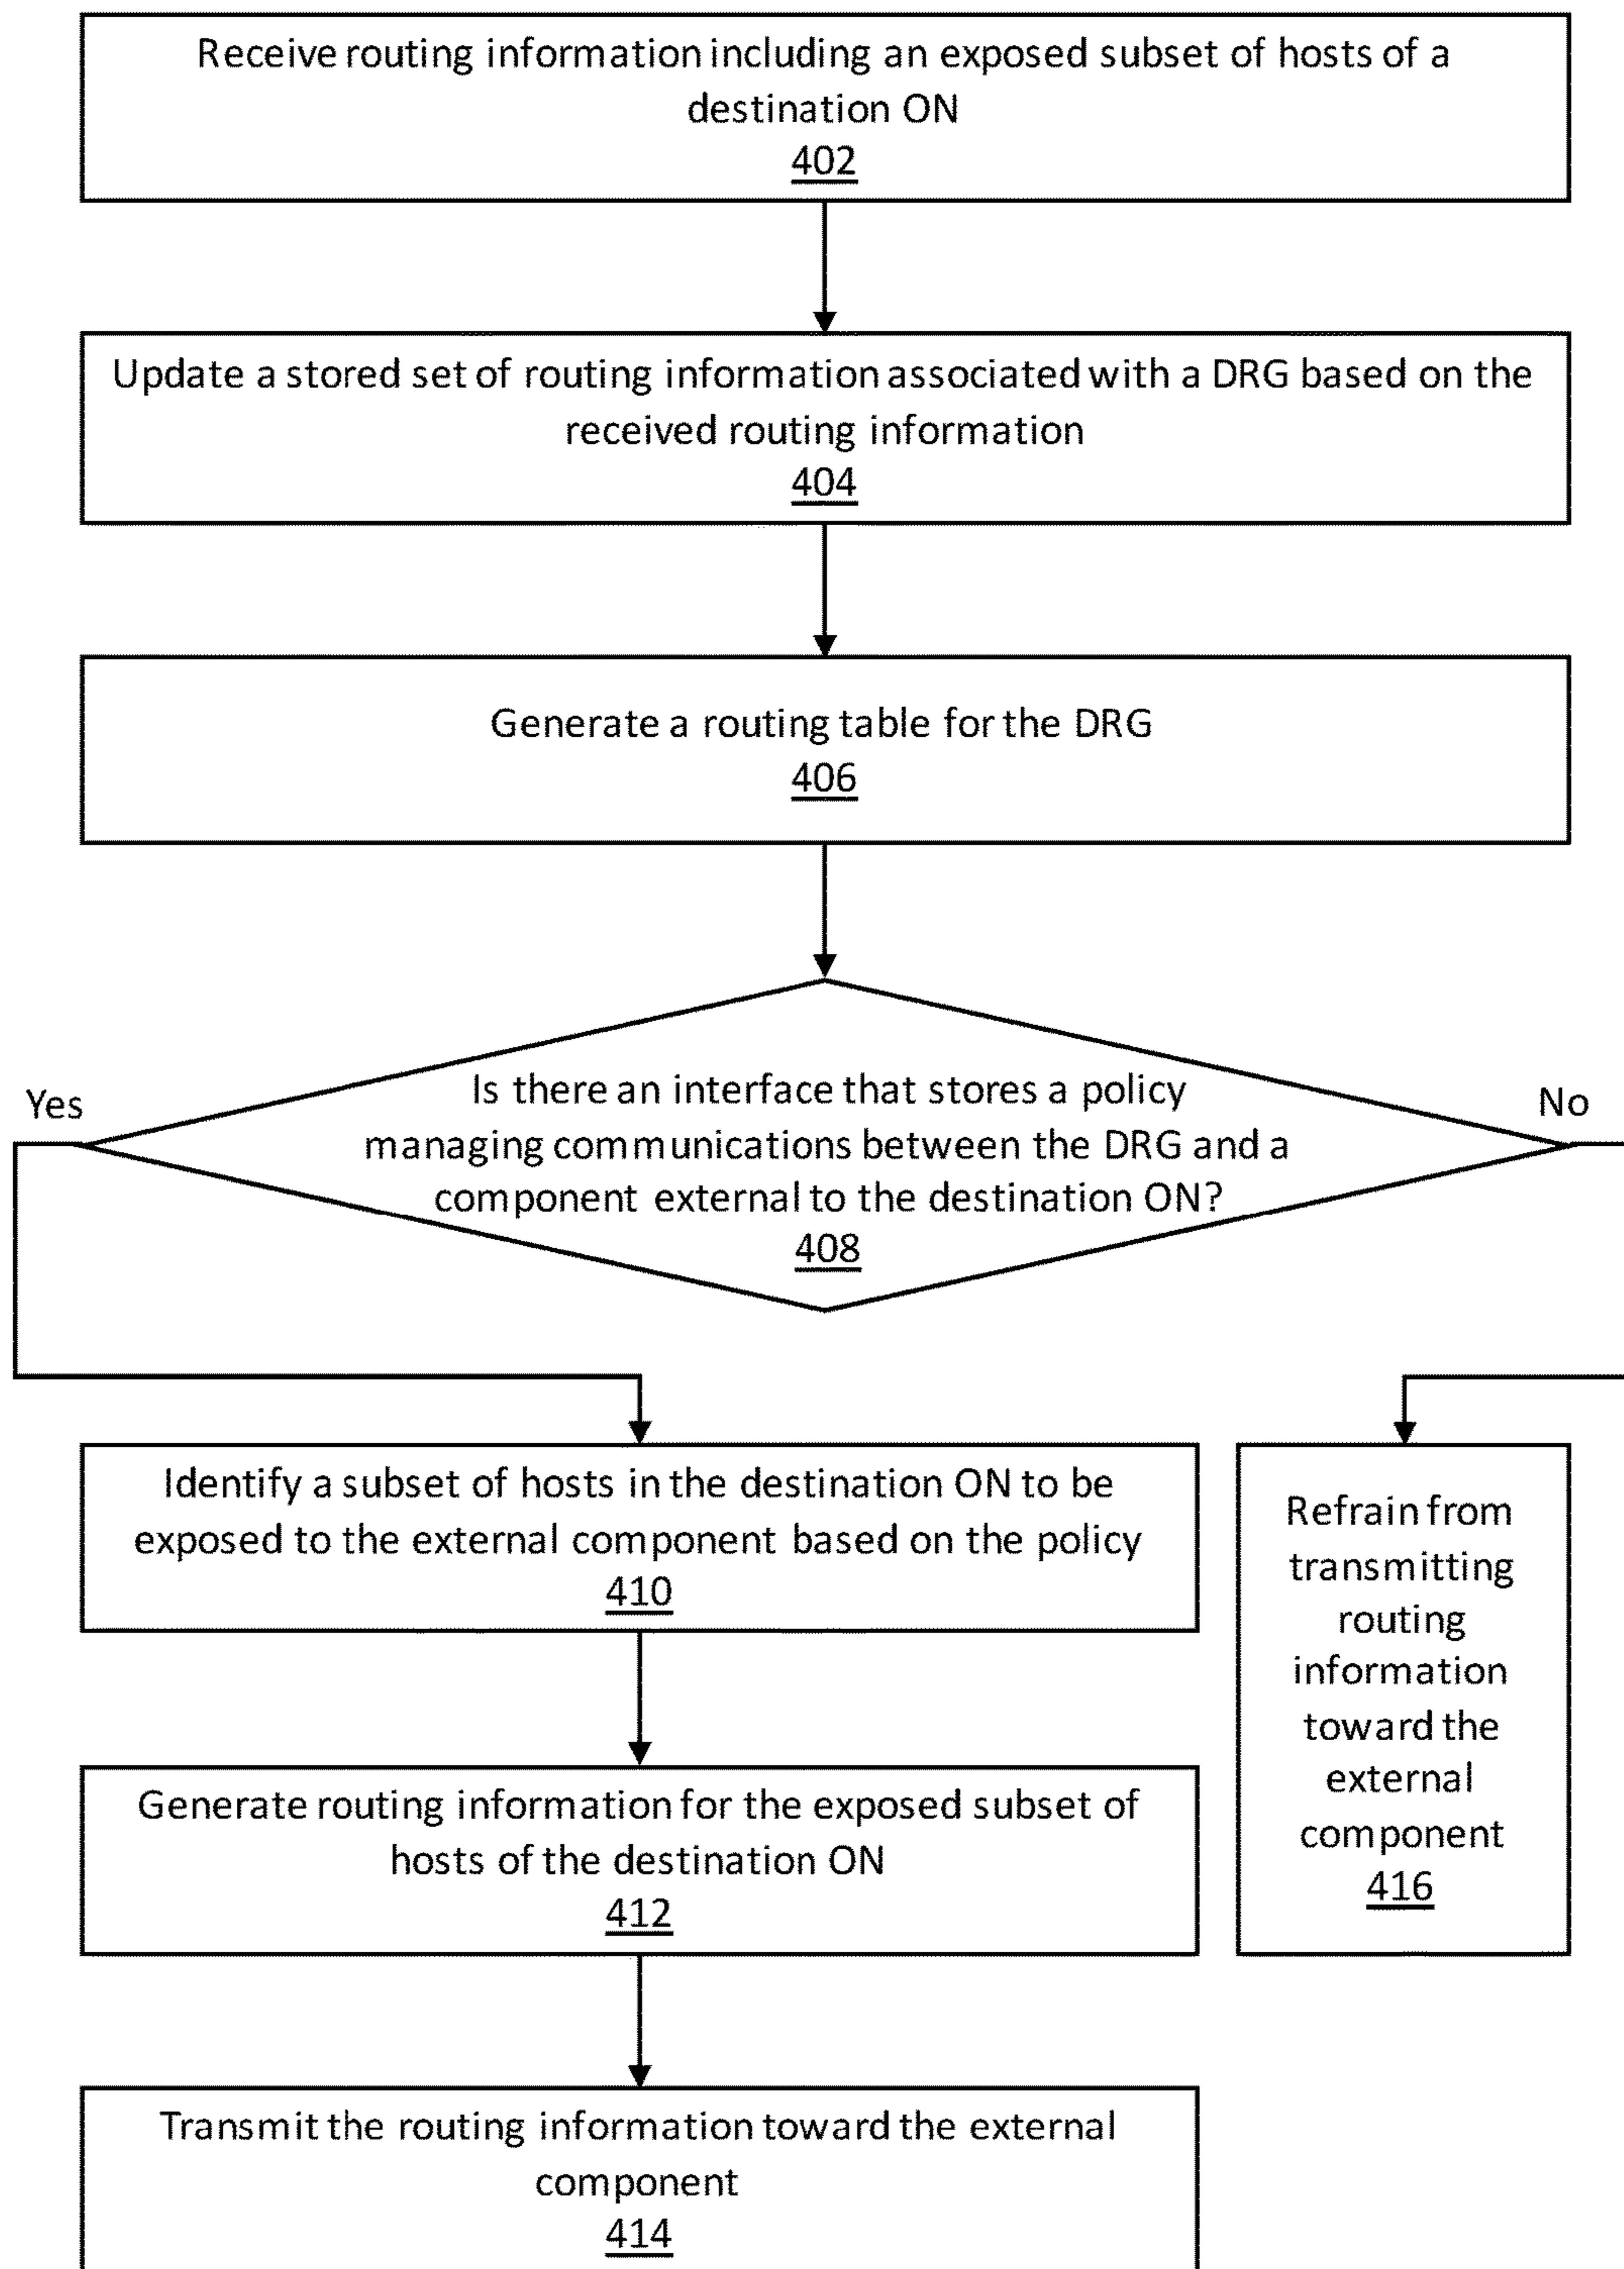 Receive routing information including an exposed subset of hosts of a
destination ON
402
Update a stored set of routing information associated with a DRG based on the
received routing information
404
Generate a routing table for the DRG
406
Is there an interface that stores a policy
managing communications between the DRG and a
component external to the destination ON?
408
Yes
No
Identify a subset of hosts in the destination ON to be
exposed to the external component based on the policy
410
Generate routing information for the exposed subset of
hosts of the destination ON
412
Transmit the routing information toward the external
component
414
Refrain from
transmitting
routing
information
toward the
external
component
416